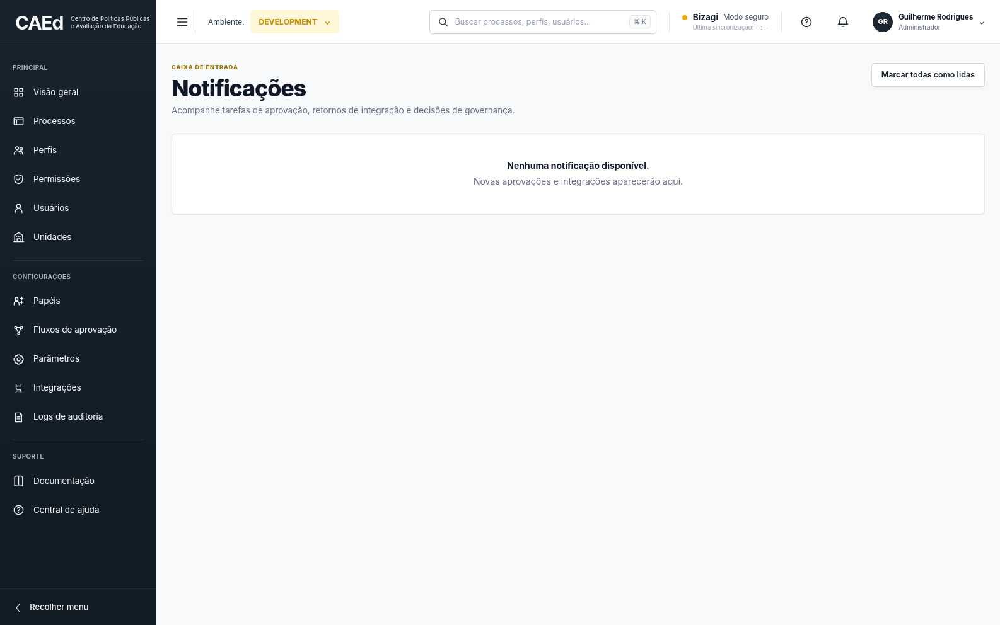 CAEd
Centro de Políticas Públicas
e Avaliação da Educação
PRINCIPAL
Visão geral
Processos
Perfis
Permissões
Usuários
Unidades
CONFIGURAÇÕES
Papéis
Fluxos de aprovação
Parâmetros
Integrações
Logs de auditoria
SUPORTE
Documentação
Central de ajuda
Recolher menu
Ambiente: DEVELOPMENT
Buscar processos, perfis, usuários... ⌘ K
Bizagi Modo seguro
Última sincronização: --:--
GR
Guilherme Rodrigues
Administrador
CAIXA DE ENTRADA
Notificações
Acompanhe tarefas de aprovação, retornos de integração e decisões de governança.
Marcar todas como lidas
Nenhuma notificação disponível.
Novas aprovações e integrações aparecerão aqui.